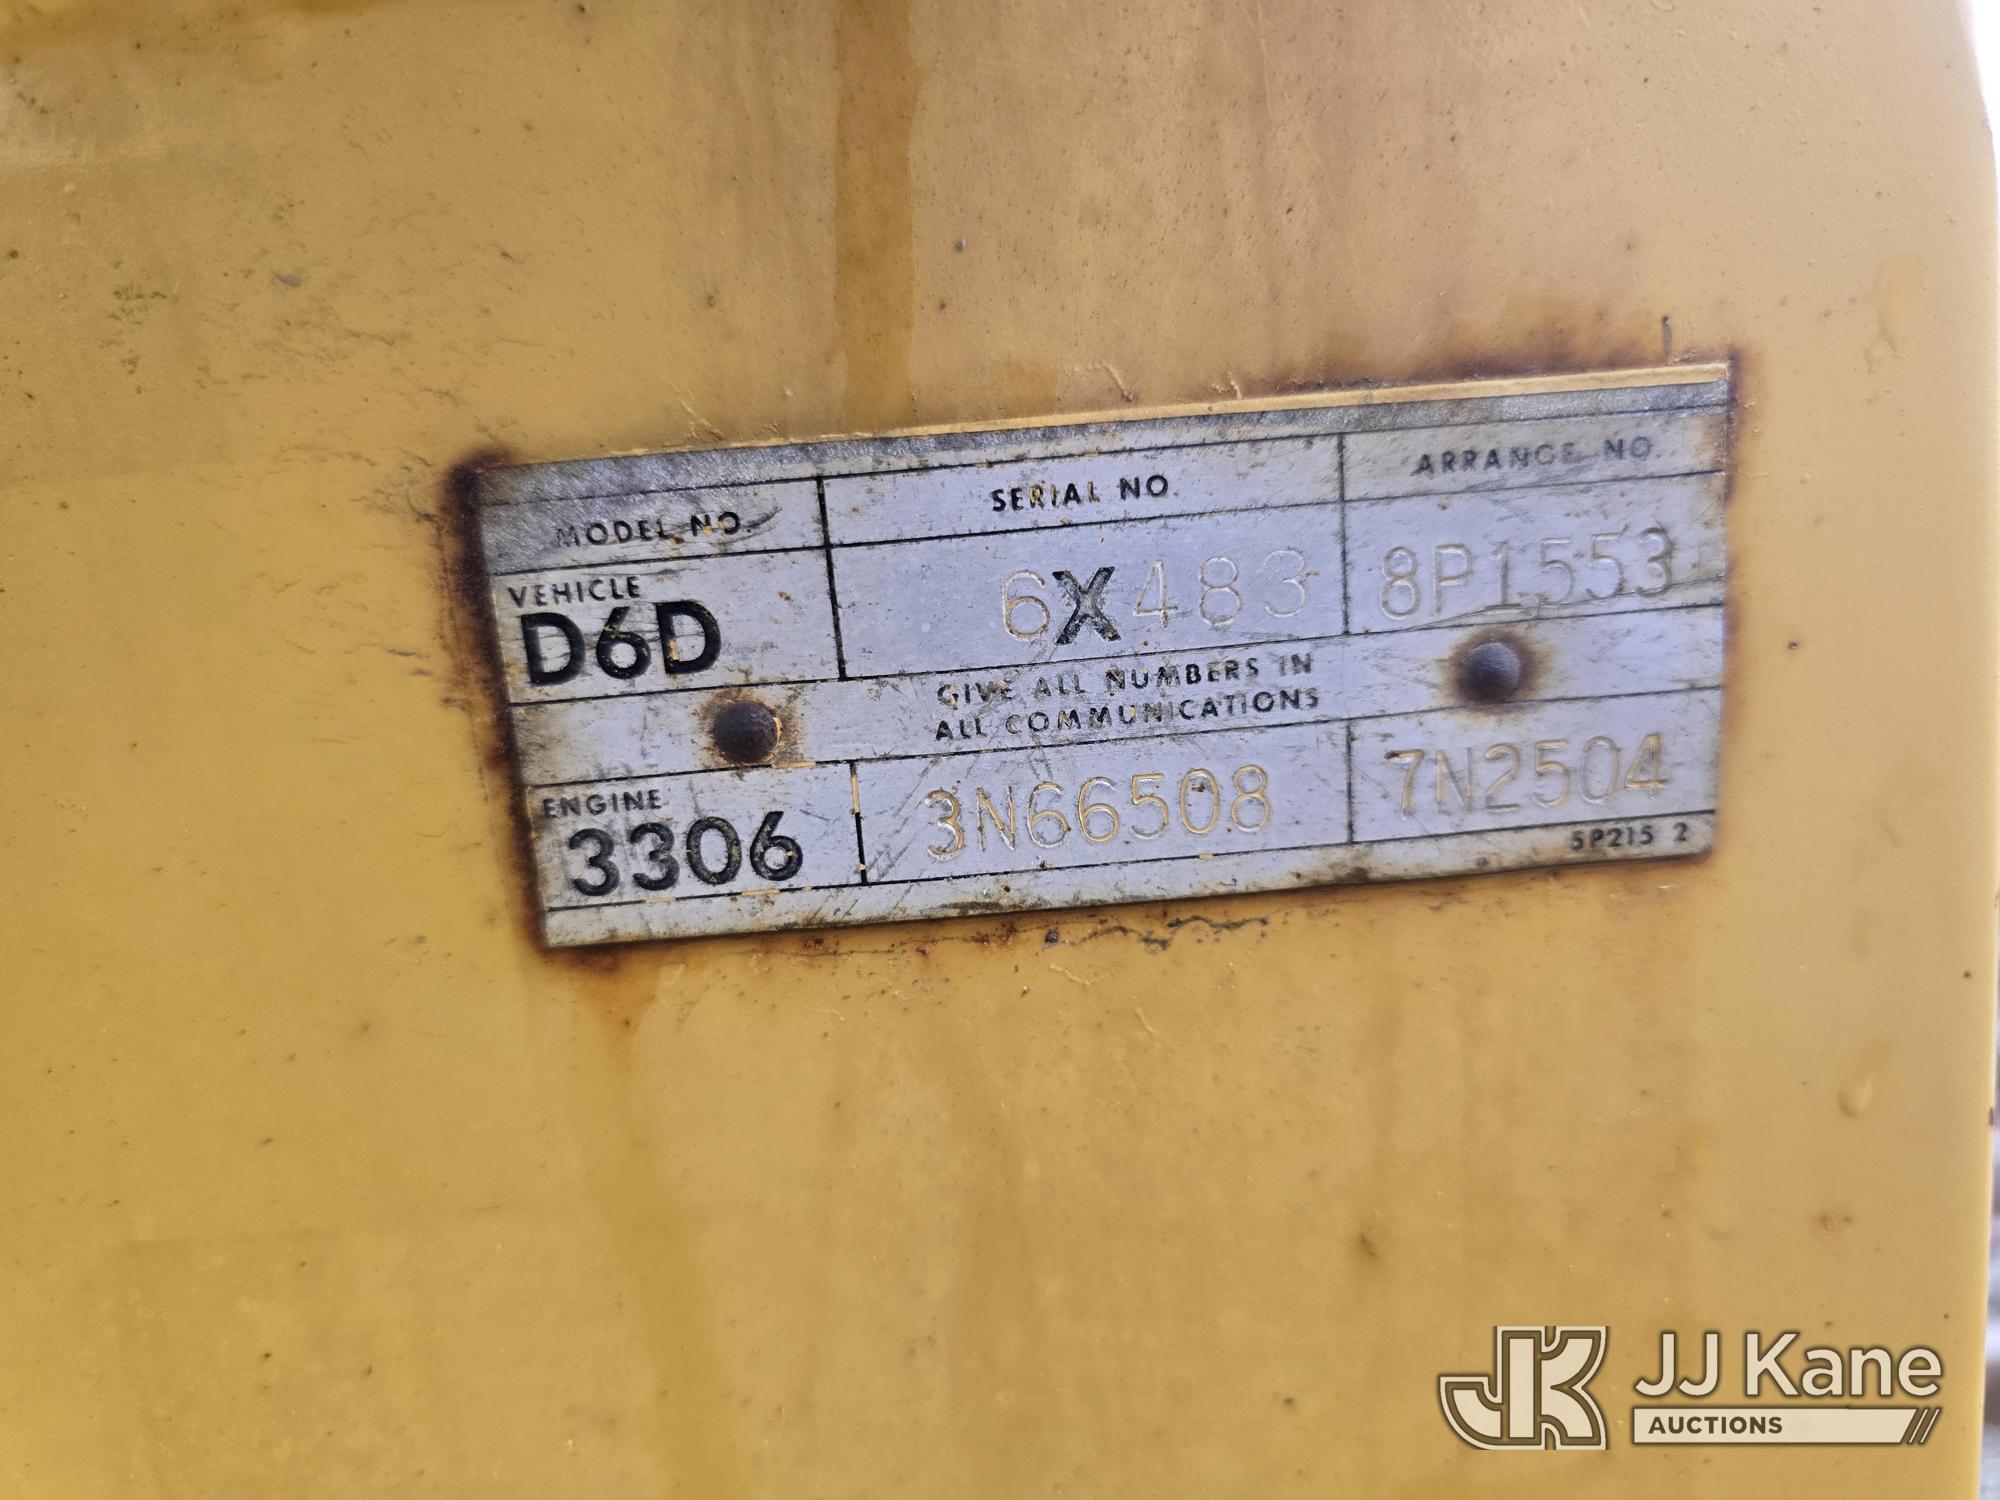 MODEL NO. SERIAL NO. ARRANGE. NO.
VEHICLE
D6D 6X483 8P1553
GIVE ALL NUMBERS IN
ALL COMMUNICATIONS
ENGINE
3306 3N66508 7N2504
5P215 2
JK JJ Kane
AUCTIONS